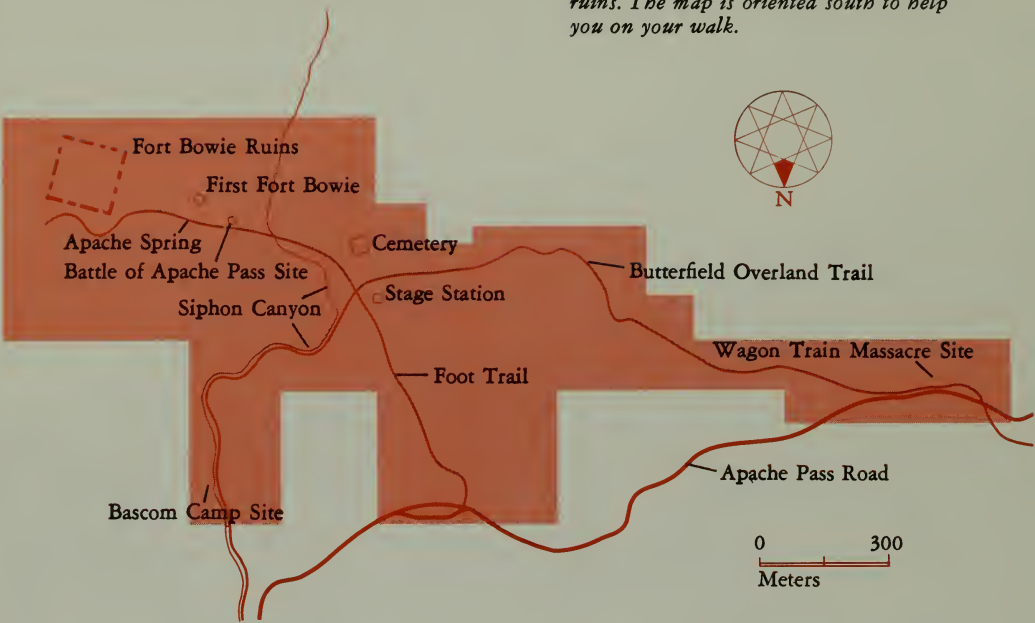 ruins. The map is oriented south to help
you on your walk.
N
Fort Bowie Ruins
First Fort Bowie
Apache Spring
Battle of Apache Pass Site
Cemetery
Siphon Canyon
Stage Station
Butterfield Overland Trail
Wagon Train Massacre Site
Foot Trail
Apache Pass Road
Bascom Camp Site
0 300
Meters